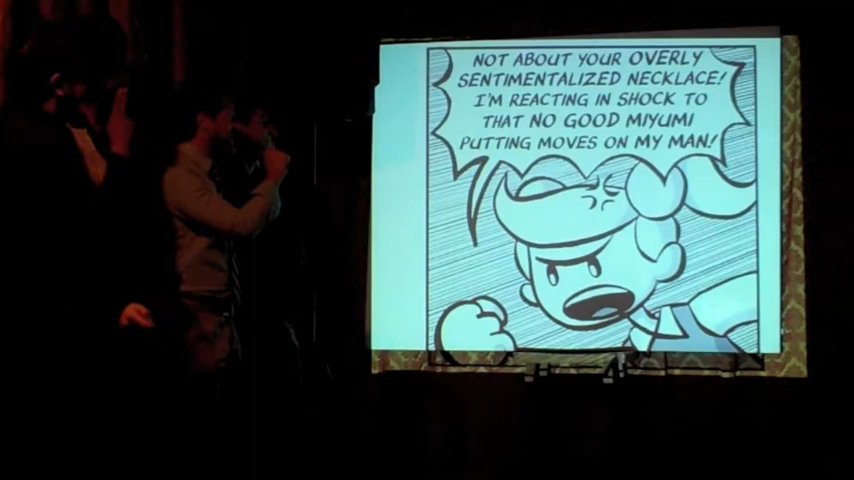 NOT ABOUT YOUR OVERLY
SENTIMENTALIZED NECKLACE!
I'M REACTING IN SHOCK TO
THAT NO GOOD MIYUMI
PUTTING MOVES ON MY MAN!